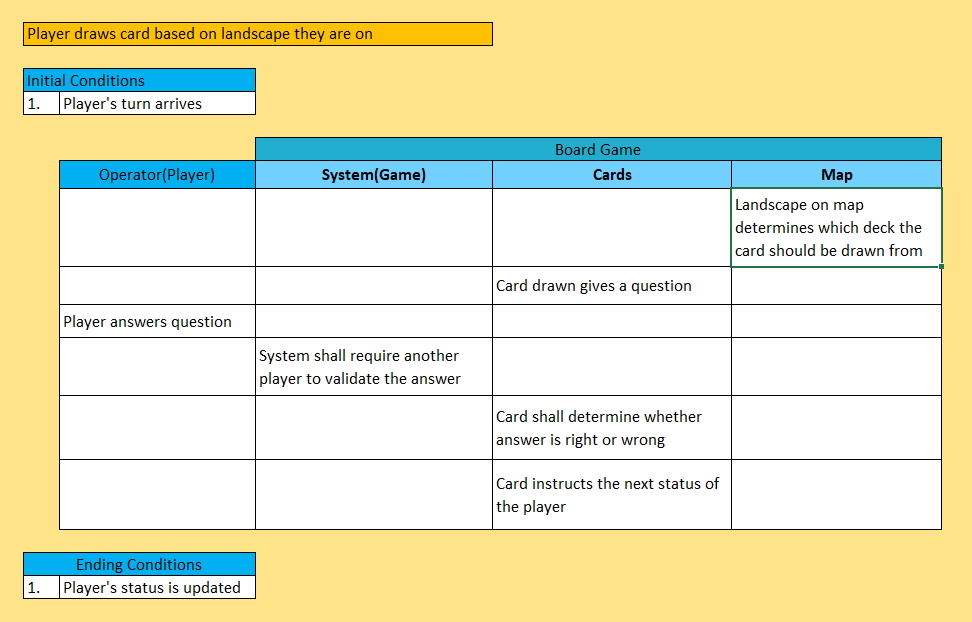 Player draws card based on landscape they are on
Initial Conditions
1. Player's turn arrives
Board Game
Operator(Player) System(Game) Cards Map
Landscape on map
determines which deck the
card should be drawn from
Card drawn gives a question
Player answers question
System shall require another
player to validate the answer
Card shall determine whether
answer is right or wrong
Card instructs the next status of
the player
Ending Conditions
1. Player's status is updated